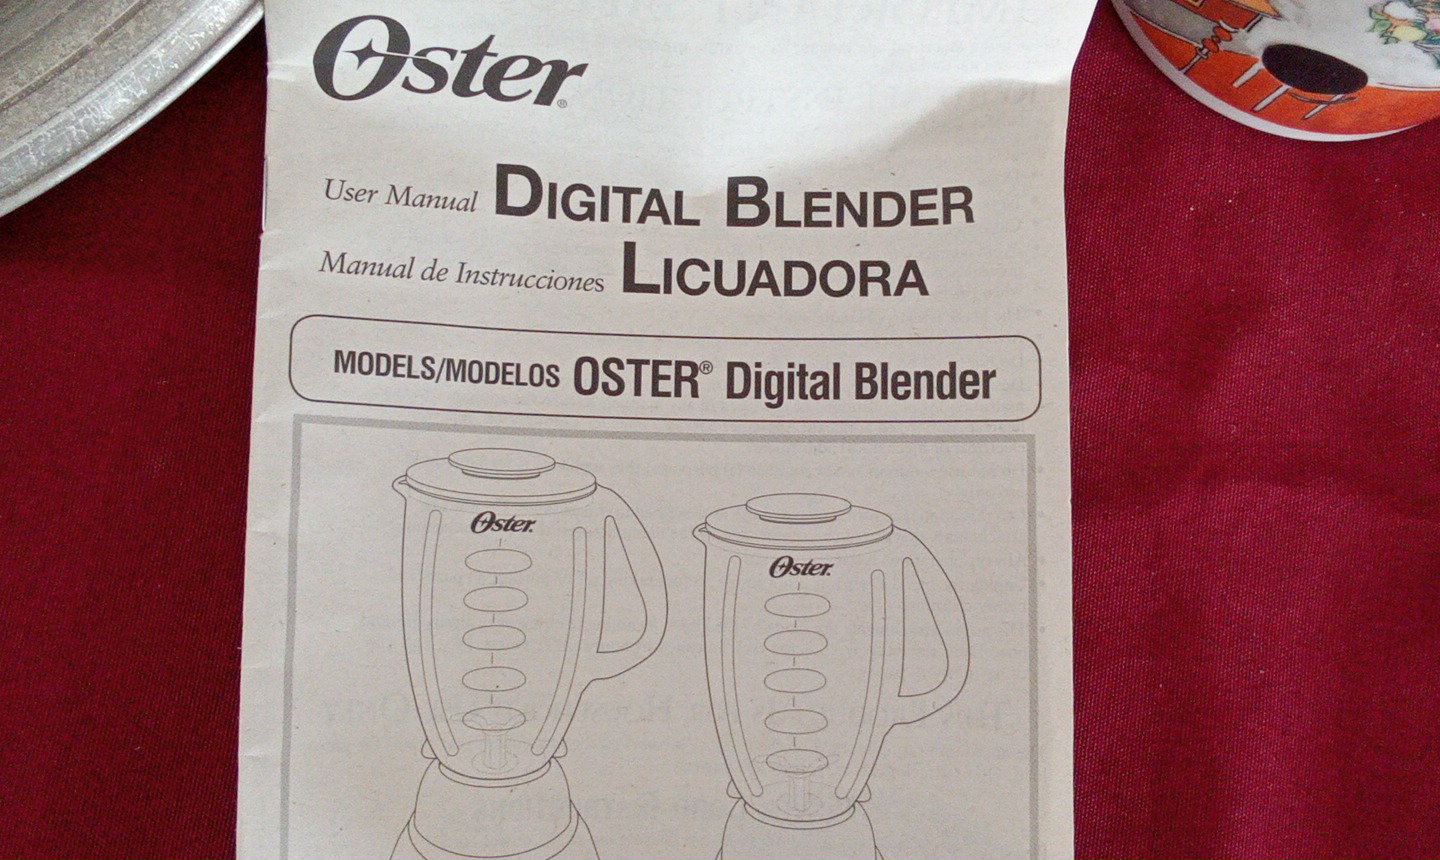 Oster®
User Manual DIGITAL BLENDER
Manual de Instrucciones LICUADORA
MODELS/MODELOS OSTER® Digital Blender
Oster.
Oster.